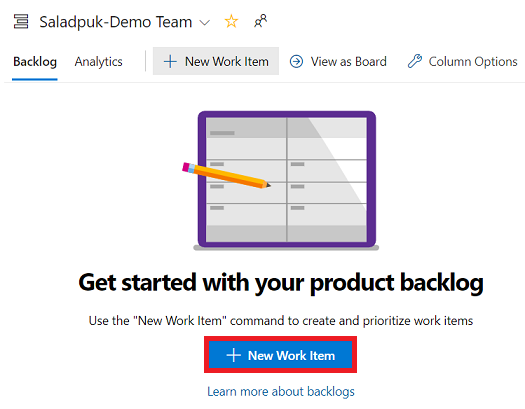 Saladpuk-Demo Team
Backlog Analytics New Work Item View as Board Column Options
Get started with your product backlog
Use the "New Work Item" command to create and prioritize work items
New Work Item
Learn more about backlogs